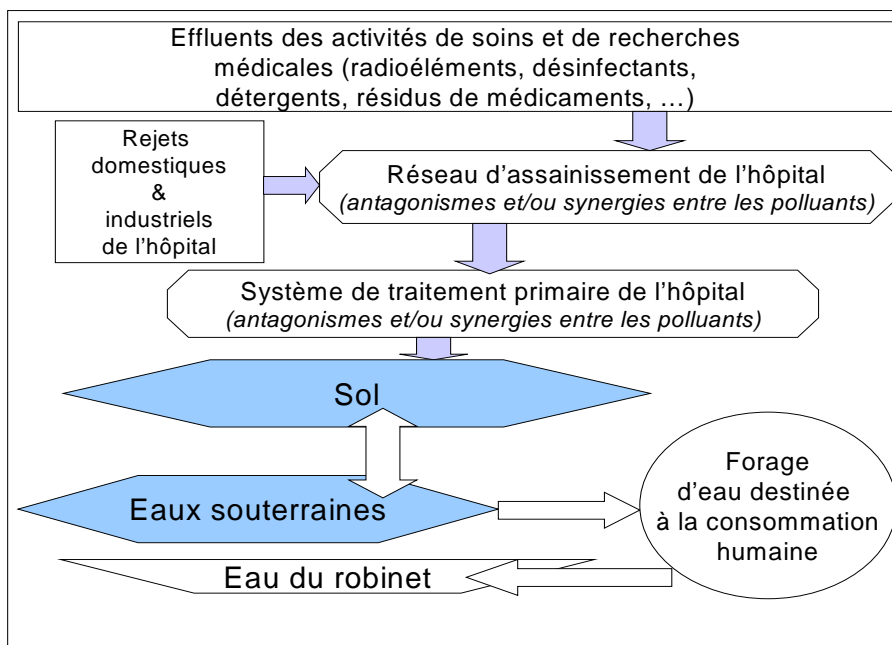 Effluents des activités de soins et de recherches
médicales (radioéléments, désinfectants,
détergents, résidus de médicaments, …)
Rejets
domestiques
&
industriels
de l'hôpital
Réseau d'assainissement de l'hôpital
(antagonismes et/ou synergies entre les polluants)
Système de traitement primaire de l'hôpital
(antagonismes et/ou synergies entre les polluants)
Sol
Eaux souterraines
Forage
d'eau destinée
à la consommation
humaine
Eau du robinet